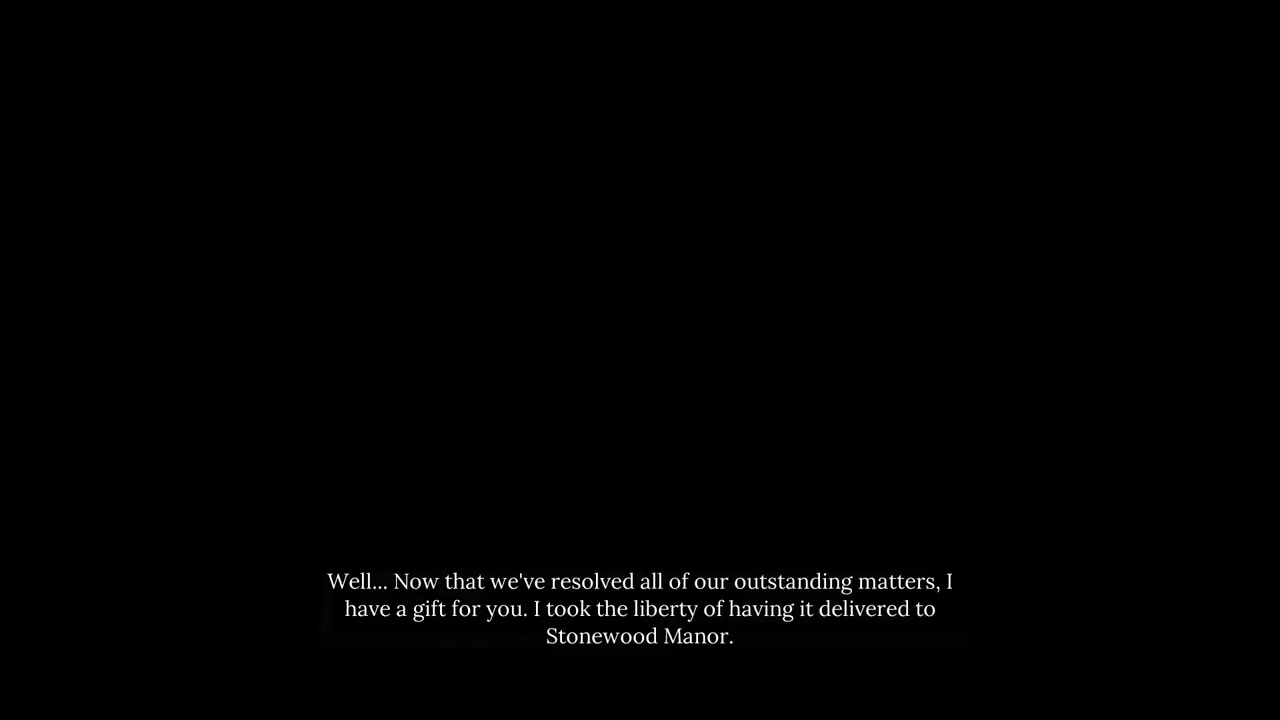 Well... Now that we've resolved all of our outstanding matters, I
have a gift for you. I took the liberty of having it delivered to
Stonewood Manor.